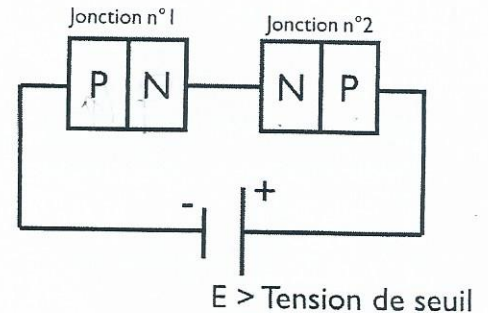 Jonction n°1 Jonction n°2
P N N P
- +
E > Tension de seuil